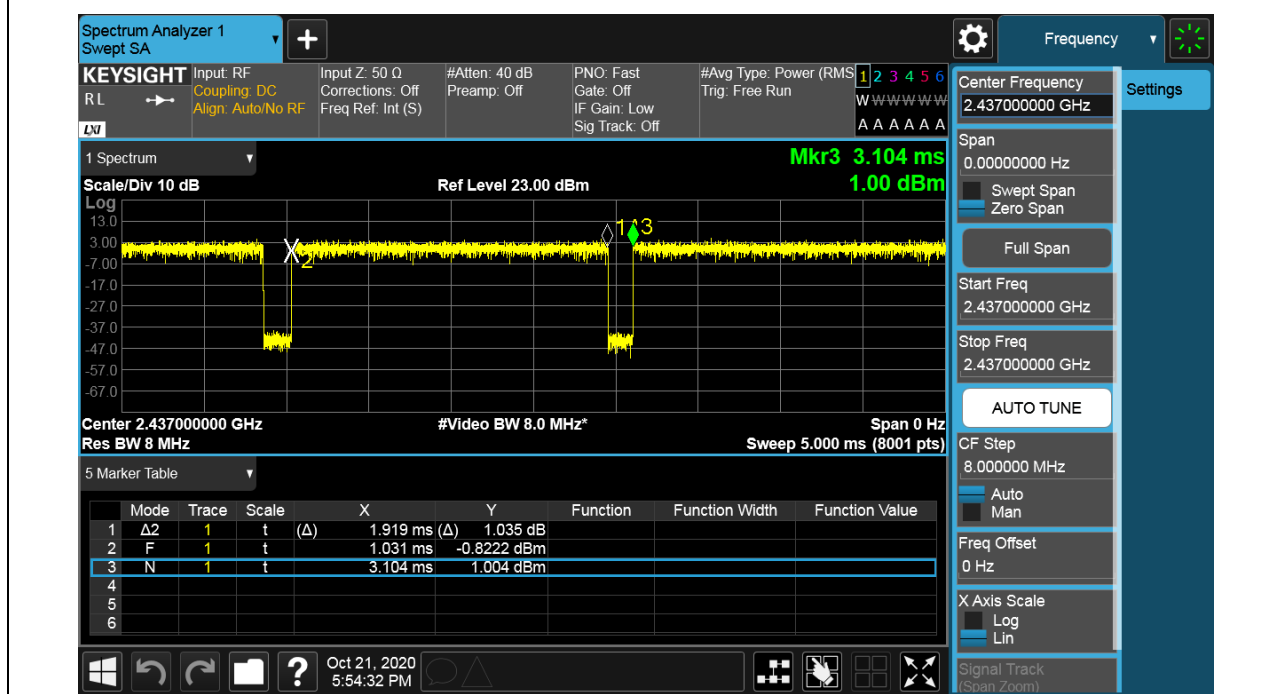 Spectrum Analyzer 1
Swept SA
Frequency
KEYSIGHT
RL
LXI
Input: RF
Coupling: DC
Align: Auto/No RF
Input Z: 50 Ω
Corrections: Off
Freq Ref: Int (S)
#Atten: 40 dB
Preamp: Off
PNO: Fast
Gate: Off
IF Gain: Low
Sig Track: Off
#Avg Type: Power (RMS
Trig: Free Run
1 2 3 4 5 6
W W W W W W
A A A A A A
1 Spectrum
Scale/Div 10 dB
Ref Level 23.00 dBm
Mkr3 3.104 ms
1.00 dBm
Log
13.0
3.00
-7.00
-17.0
-27.0
-37.0
-47.0
-57.0
-67.0
X2
1Δ3
Center 2.437000000 GHz
#Video BW 8.0 MHz*
Span 0 Hz
Res BW 8 MHz
Sweep 5.000 ms (8001 pts)
5 Marker Table
Mode Trace Scale X Y Function Function Width Function Value
1 Δ2 1 t (Δ) 1.919 ms (Δ) 1.035 dB
2 F 1 t 1.031 ms -0.8222 dBm
3 N 1 t 3.104 ms 1.004 dBm
4
5
6
?
Oct 21, 2020
5:54:32 PM
Center Frequency
2.437000000 GHz
Settings
Span
0.00000000 Hz
Swept Span
Zero Span
Full Span
Start Freq
2.437000000 GHz
Stop Freq
2.437000000 GHz
AUTO TUNE
CF Step
8.000000 MHz
Auto
Man
Freq Offset
0 Hz
X Axis Scale
Log
Lin
Signal Track
(Span Zoom)